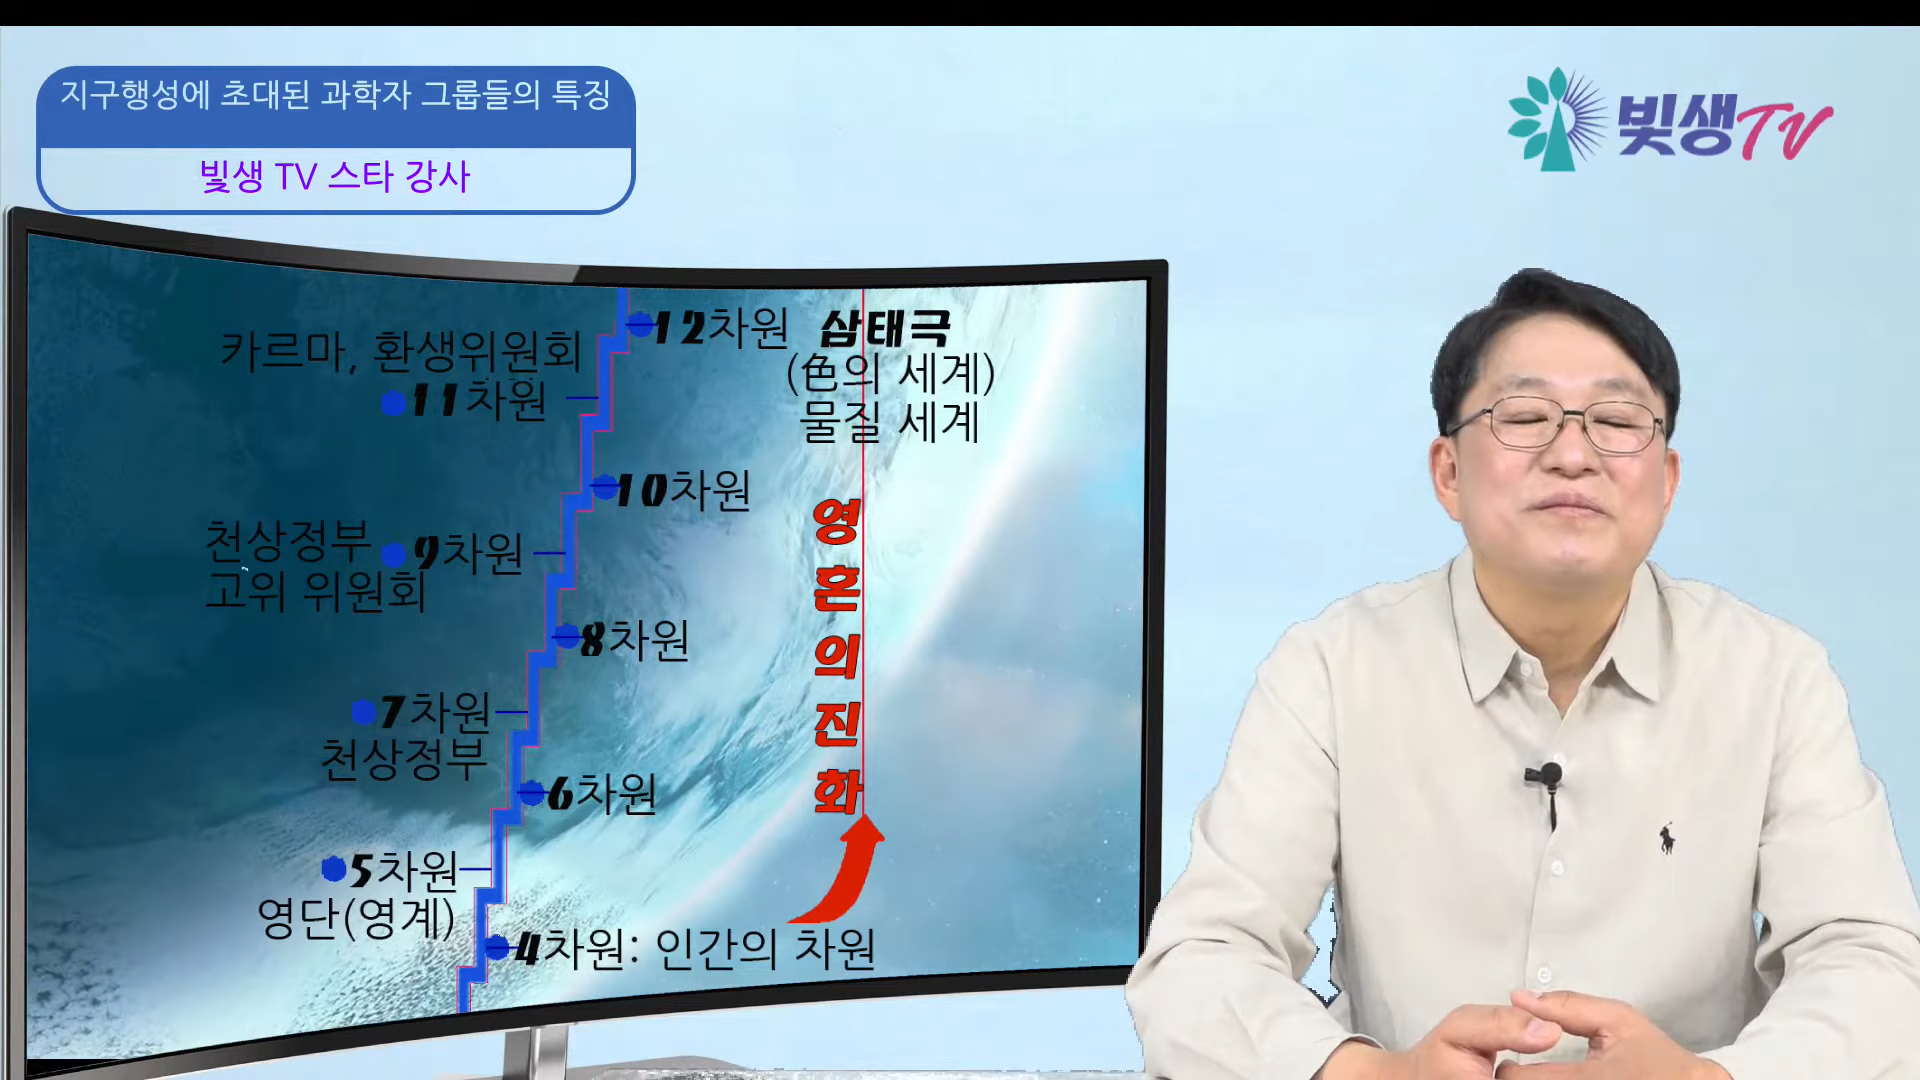 지구행성에 초대된 과학자 그룹들의 특징
빛생 TV 스타 강사
빛생TV
12차원 삼태극
(色의 세계)
물질 세계
카르마, 환생위원회
11차원
10차원
천상정부 9차원
고위 위원회
8차원
7차원
천상정부
6차원
5차원
영단(영계)
4차원: 인간의 차원
영
혼
의
진
화